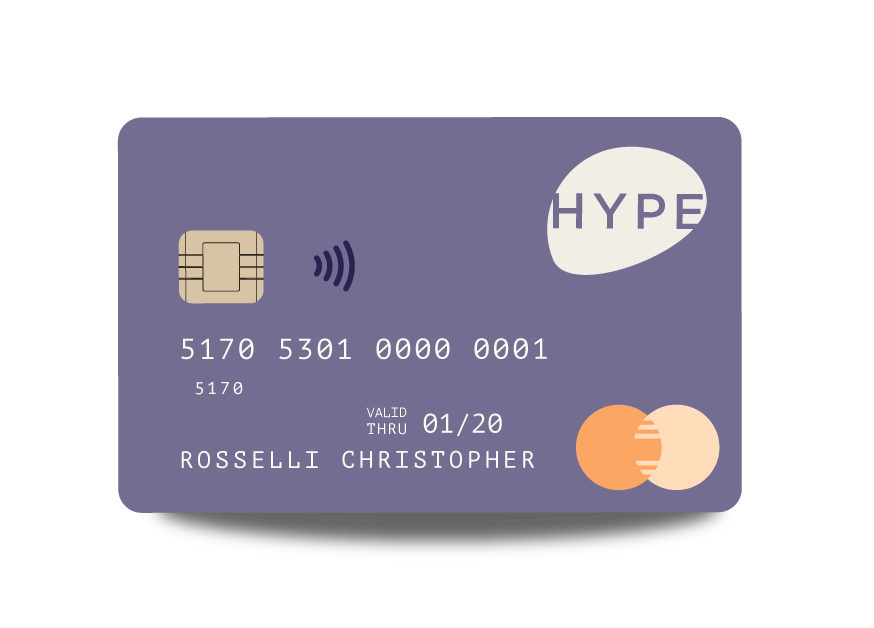 HYPE
5170 5301 0000 0001
5170
VALID
THRU 01/20
ROSSELLI CHRISTOPHER